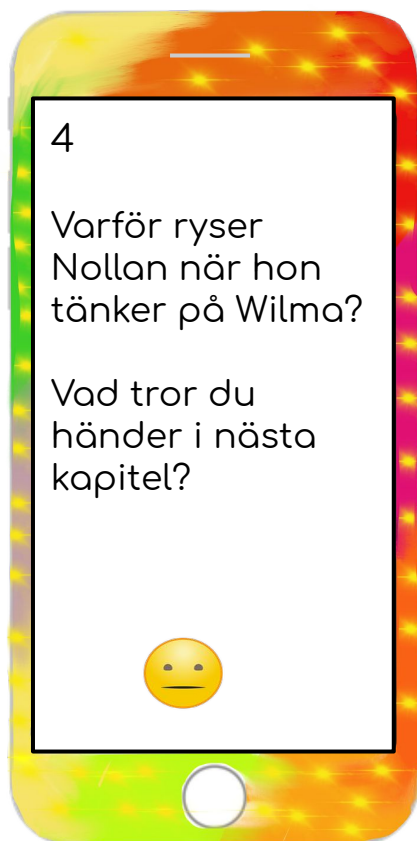 4
Varför ryser
Nollan när hon
tänker på Wilma?
Vad tror du
händer i nästa
kapitel?